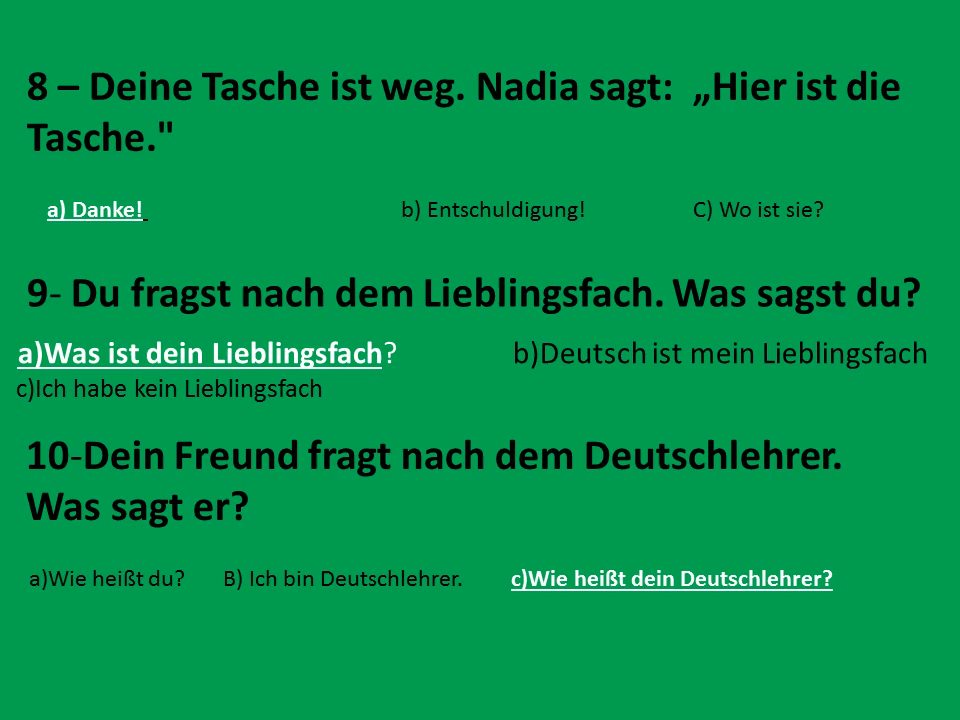 8 – Deine Tasche ist weg. Nadia sagt:  „Hier ist die
Tasche."
a) Danke!   b) Entschuldigung!   C) Wo ist sie?
9- Du fragst nach dem Lieblingsfach. Was sagst du?
a)Was ist dein Lieblingsfach?   b)Deutsch ist mein Lieblingsfach
c)Ich habe kein Lieblingsfach
10-Dein Freund fragt nach dem Deutschlehrer.
Was sagt er?
a)Wie heißt du?   B) Ich bin Deutschlehrer.   c)Wie heißt dein Deutschlehrer?